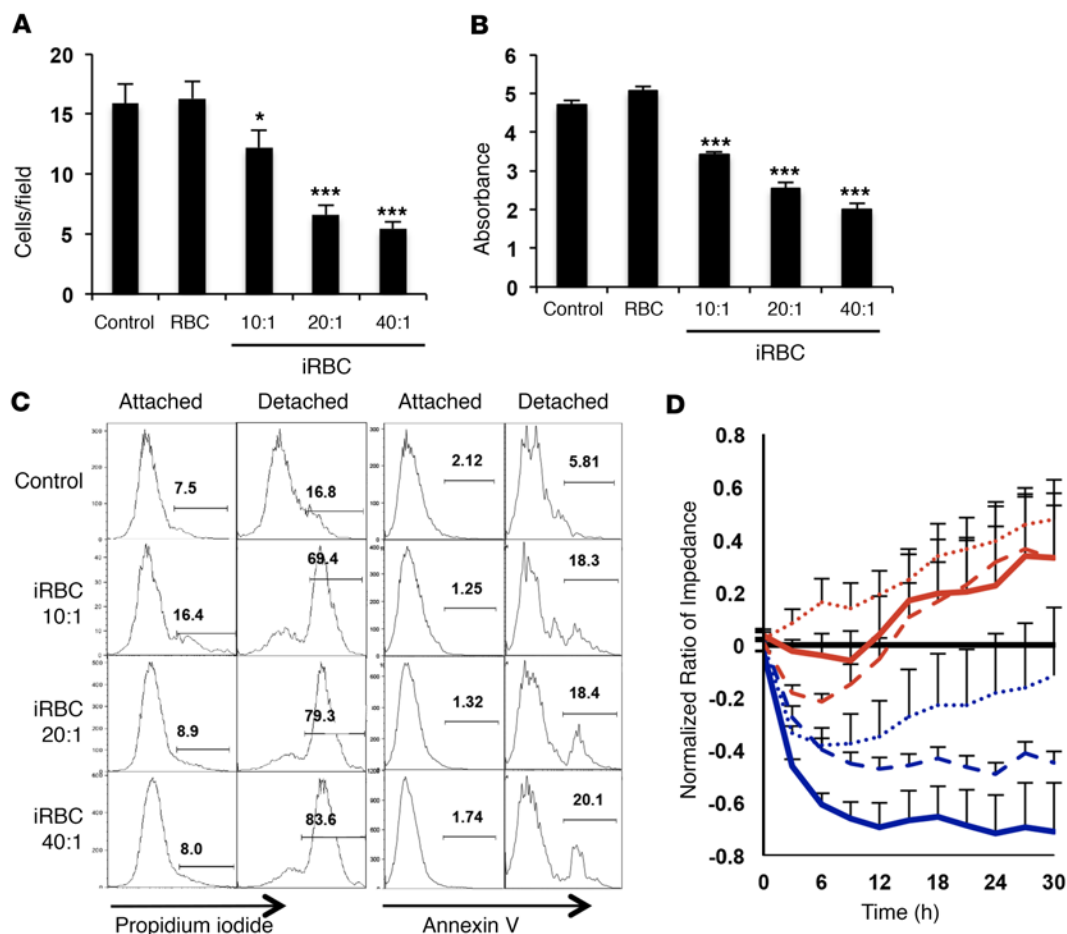 A
Cells/field
20
15
10
5
0
*
***
***
Control RBC 10:1 20:1 40:1
iRBC
B
Absorbance
6
5
4
3
2
1
0
***
***
***
Control RBC 10:1 20:1 40:1
iRBC
C
Attached Detached Attached Detached
Control
7.5 16.8 2.12 5.81
iRBC
10:1
16.4 69.4 1.25 18.3
iRBC
20:1
8.9 79.3 1.32 18.4
iRBC
40:1
8.0 83.6 1.74 20.1
Propidium iodide Annexin V
D
Normalized Ratio of Impedance
0.8
0.6
0.4
0.2
0
-0.2
-0.4
-0.6
-0.8
0 6 12 18 24 30
Time (h)